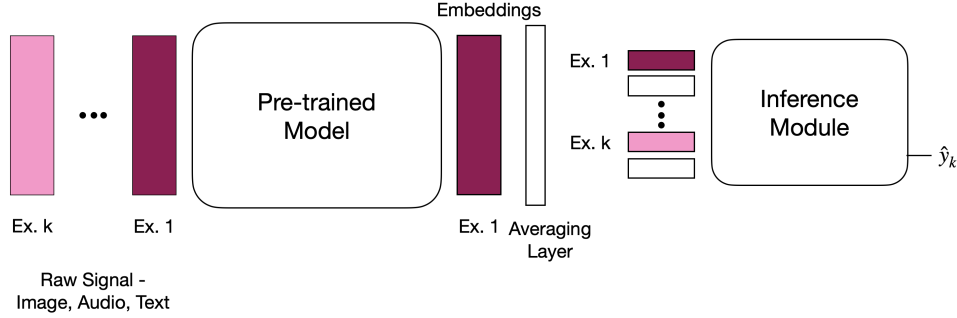 Embeddings
Pre-trained
Model
Ex. 1
Ex. k
Inference
Module
ŷₖ
Ex. k
Ex. 1
Ex. 1
Averaging
Layer
Raw Signal -
Image, Audio, Text